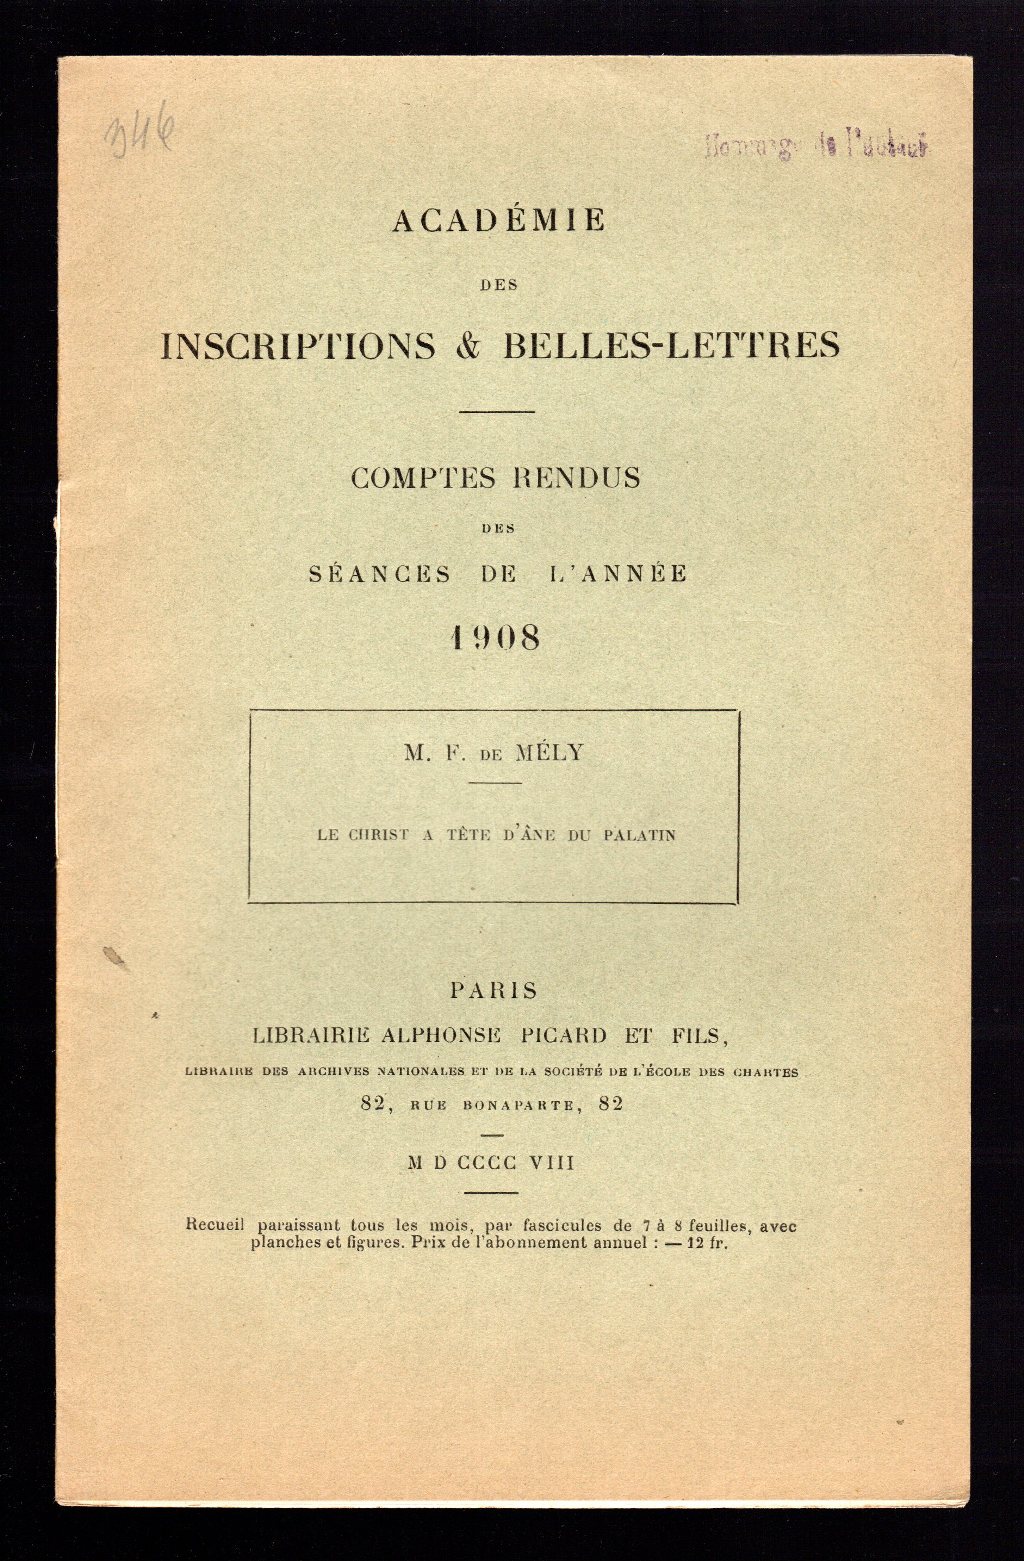 346
Hommage de l'auteur
ACADÉMIE
DES
INSCRIPTIONS & BELLES-LETTRES
COMPTES RENDUS
DES
SÉANCES DE L'ANNÉE
1908
M. F. DE MÉLY
LE CHRIST A TÊTE D'ÂNE DU PALATIN
PARIS
LIBRAIRIE ALPHONSE PICARD ET FILS,
LIBRAIRE DES ARCHIVES NATIONALES ET DE LA SOCIÉTÉ DE L'ÉCOLE DES CHARTES
82, RUE BONAPARTE, 82
M D CCCC VIII
Recueil paraissant tous les mois, par fascicules de 7 à 8 feuilles, avec
planches et figures. Prix de l'abonnement annuel : — 12 fr.